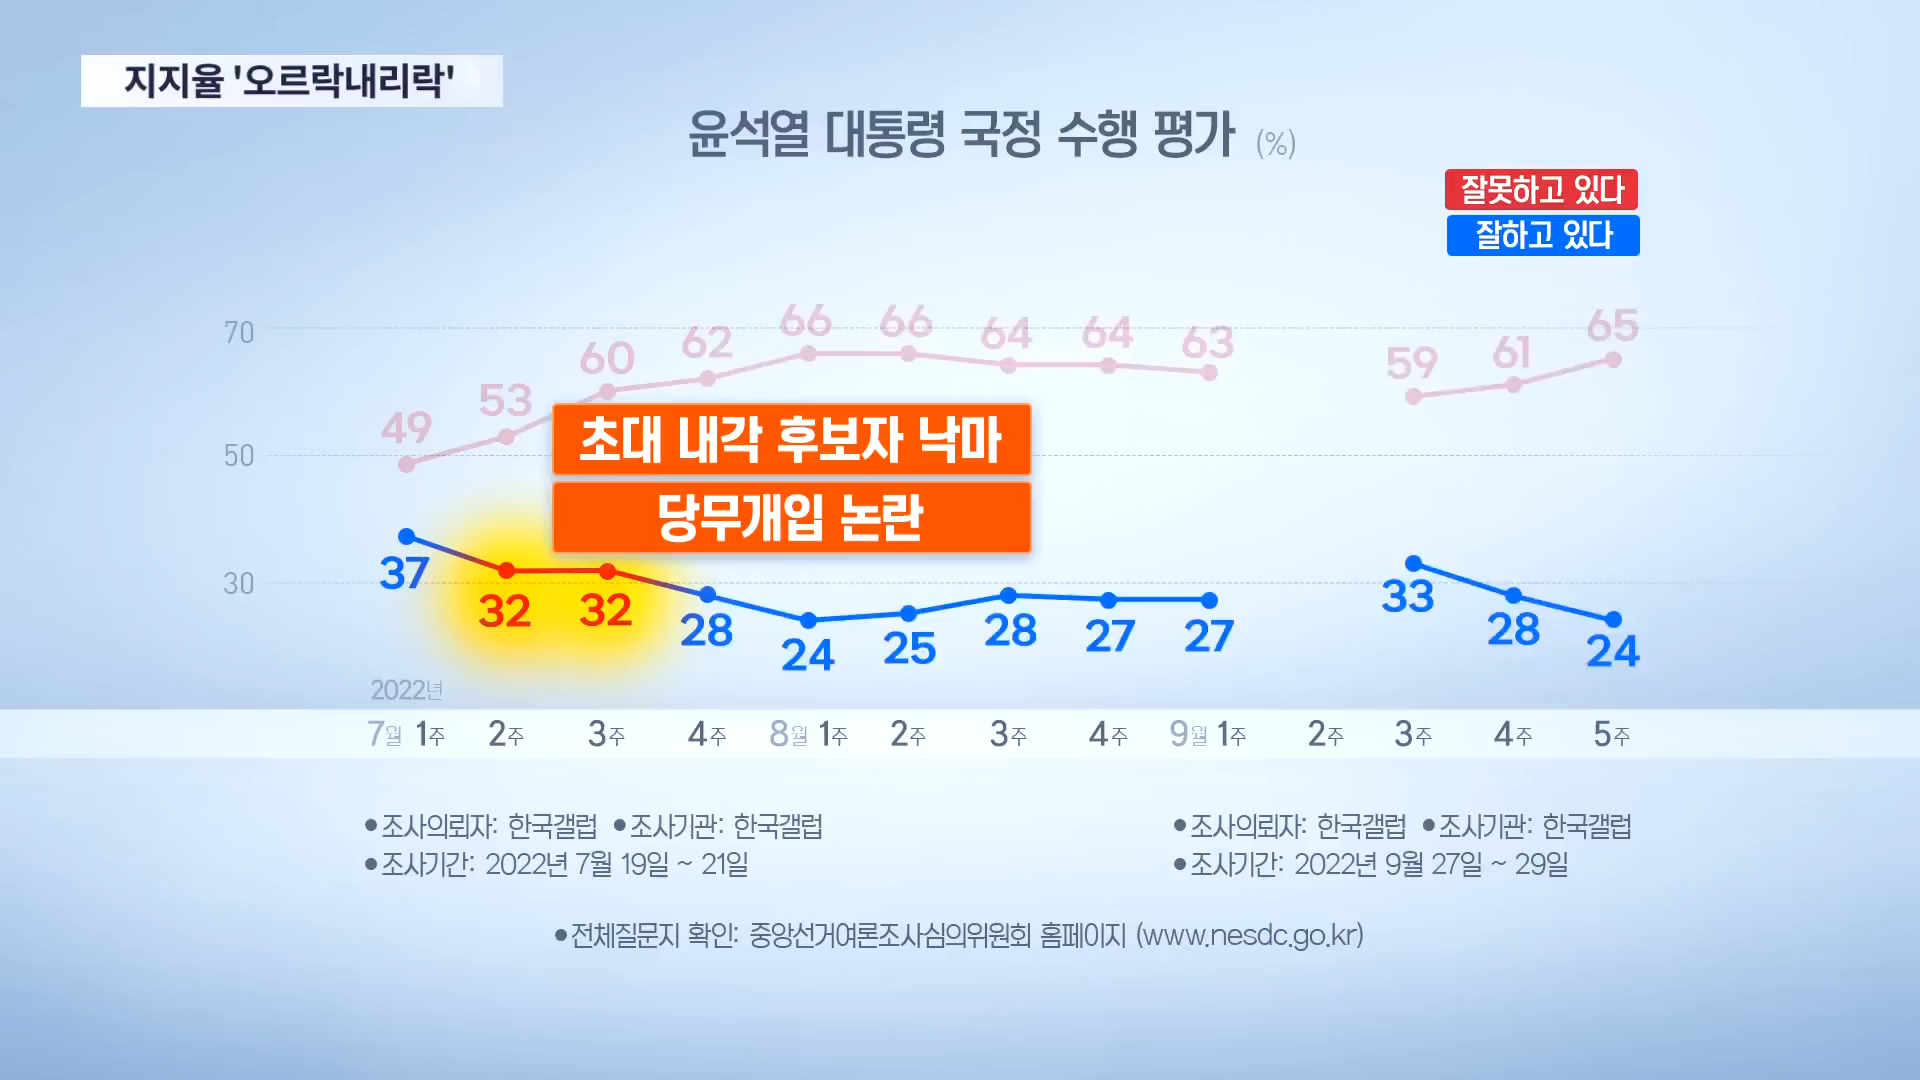 지지율 '오르락내리락'
윤석열 대통령 국정 수행 평가 (%)
잘못하고 있다
잘하고 있다
70
50
30
49 53 60 62 66 66 64 64 63 59 61 65
초대 내각 후보자 낙마
당무개입 논란
37 32 32 28 24 25 28 27 27 33 28 24
2022년
7월 1주 2주 3주 4주 8월 1주 2주 3주 4주 9월 1주 2주 3주 4주 5주
●조사의뢰자: 한국갤럽 ●조사기관: 한국갤럽
●조사기간: 2022년 7월 19일 ~ 21일
●조사의뢰자: 한국갤럽 ●조사기관: 한국갤럽
●조사기간: 2022년 9월 27일 ~ 29일
●전체질문지 확인: 중앙선거여론조사심의위원회 홈페이지 (www.nesdc.go.kr)